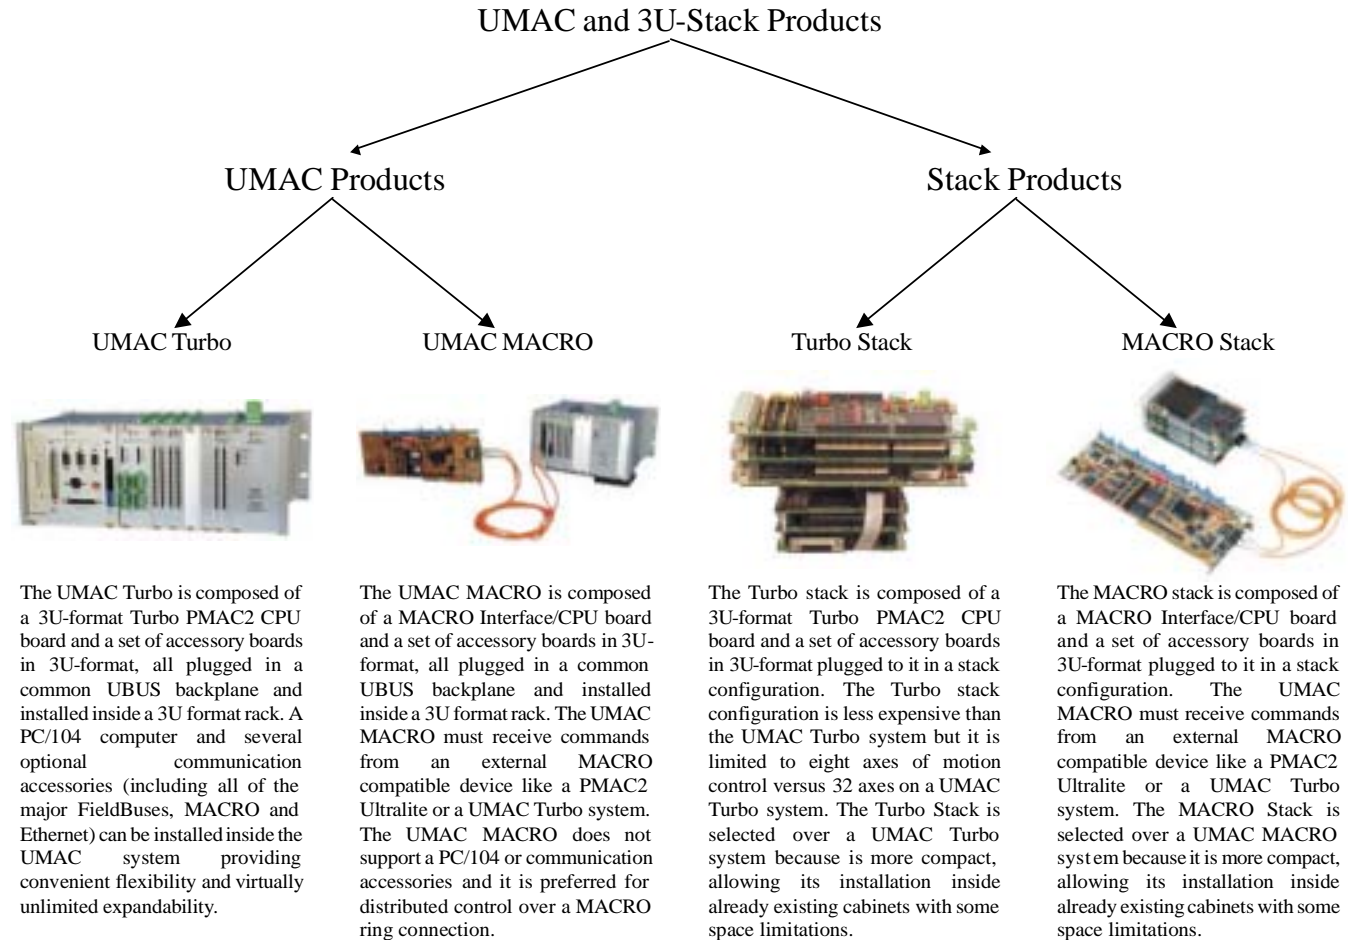 UMAC and 3U-Stack Products
UMAC Products
Stack Products
UMAC Turbo
UMAC MACRO
Turbo Stack
MACRO Stack
The UMAC Turbo is composed of
a 3U-format Turbo PMAC2 CPU
board and a set of accessory boards
in 3U-format, all plugged in a
common UBUS backplane and
installed inside a 3U format rack. A
PC/104 computer and several
optional communication
accessories (including all of the
major FieldBuses, MACRO and
Ethernet) can be installed inside the
UMAC system providing
convenient flexibility and virtually
unlimited expandability.
The UMAC MACRO is composed
of a MACRO Interface/CPU board
and a set of accessory boards in 3U-
format, all plugged in a common
UBUS backplane and installed
inside a 3U format rack. The UMAC
MACRO must receive commands
from an external MACRO
compatible device like a PMAC2
Ultralite or a UMAC Turbo system.
The UMAC MACRO does not
support a PC/104 or communication
accessories and it is preferred for
distributed control over a MACRO
ring connection.
The Turbo stack is composed of a
3U-format Turbo PMAC2 CPU
board and a set of accessory boards
in 3U-format plugged to it in a stack
configuration. The Turbo stack
configuration is less expensive than
the UMAC Turbo system but it is
limited to eight axes of motion
control versus 32 axes on a UMAC
Turbo system. The Turbo Stack is
selected over a UMAC Turbo
system because is more compact,
allowing its installation inside
already existing cabinets with some
space limitations.
The MACRO stack is composed of
a MACRO Interface/CPU board
and a set of accessory boards in
3U-format plugged to it in a stack
configuration. The UMAC
MACRO must receive commands
from an external MACRO
compatible device like a PMAC2
Ultralite or a UMAC Turbo
system. The MACRO Stack is
selected over a UMAC MACRO
system because it is more compact,
allowing its installation inside
already existing cabinets with some
space limitations.